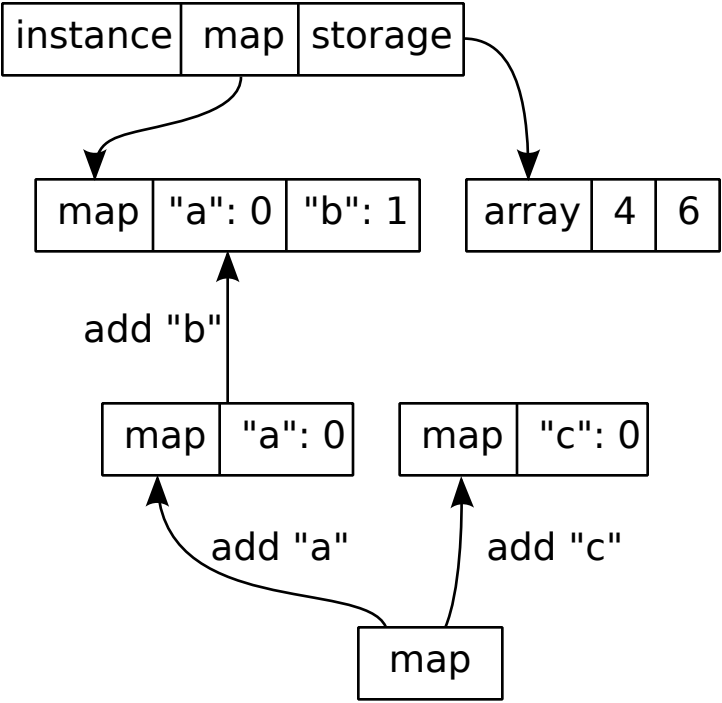 instance map storage
map "a": 0 "b": 1
array 4 6
add "b"
map "a": 0
map "c": 0
add "a"
add "c"
map